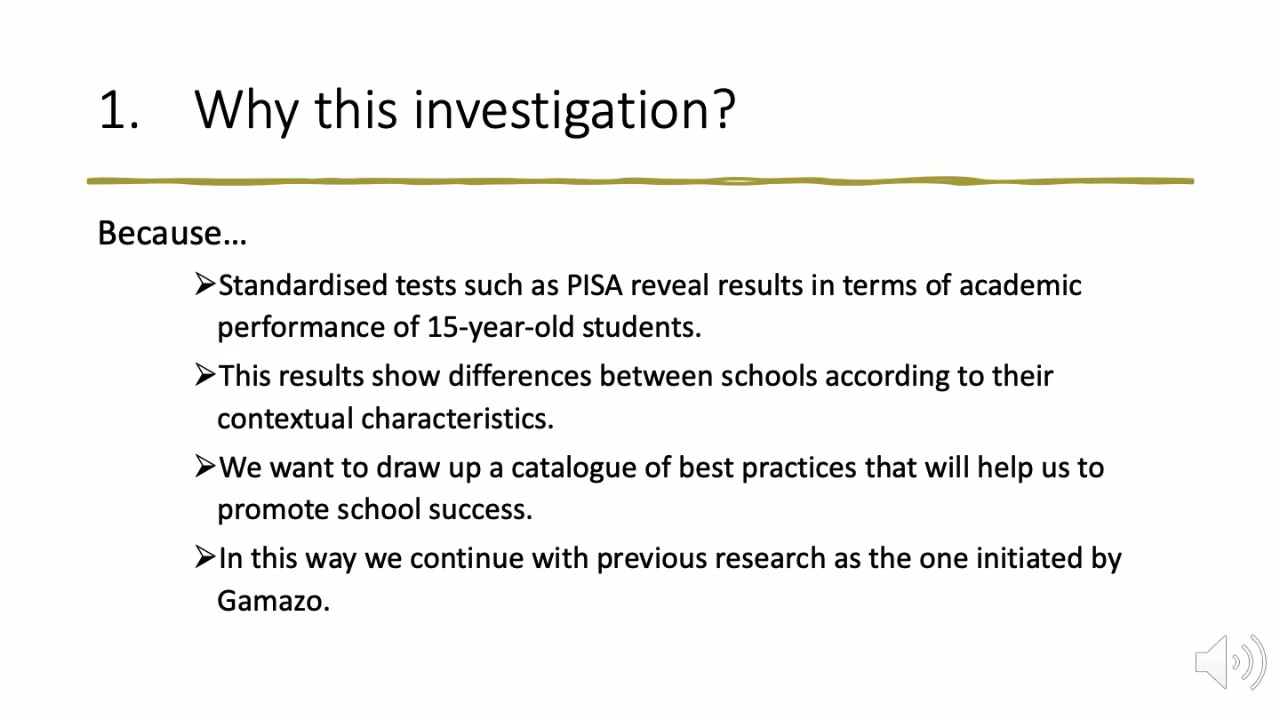 1. Why this investigation?
Because…
➢Standardised tests such as PISA reveal results in terms of academic
performance of 15-year-old students.
➢This results show differences between schools according to their
contextual characteristics.
➢We want to draw up a catalogue of best practices that will help us to
promote school success.
➢In this way we continue with previous research as the one initiated by
Gamazo.